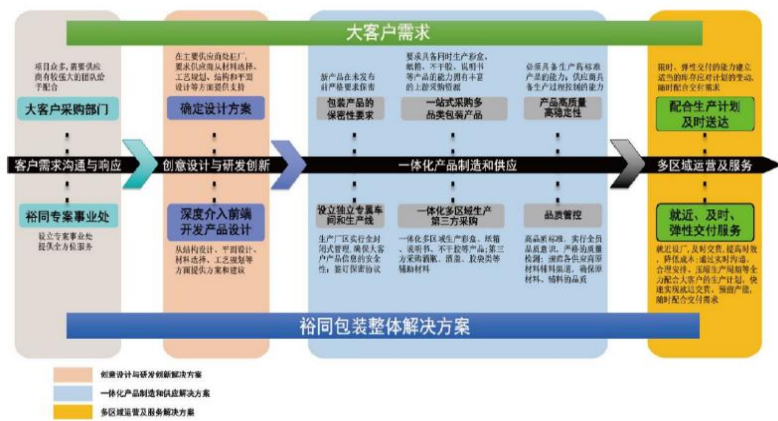 大客户需求
项目众多,需要供应
商有较强大的团队给
予配合
大客户采购部门
在主要供应商处驻厂,
要求供应商从材料选择、
工艺规划、结构和平面
设计等方面提供支持
确定设计方案
新产品在未发布
前严格要求保密
包装产品的
保密性要求
要求具备同时生产彩盒、
纸箱、不干胶、说明书
等产品的能力拥有丰富
的上游采购资源
一站式采购多
品类包装产品
必须具备生产高标准
产品的能力;供应商具
备生产过程控制的能力
产品高质量
高稳定性
限时、弹性交付的能力建立
适当的库存应对计划的变动,
随时配合交付需求
配合生产计划
及时送达
客户需求沟通与响应
创意设计与研发创新
一体化产品制造和供应
多区域运营及服务
裕同专案事业处
设立专案事业处
提供全方位服务
深度介入前端
开发产品设计
从结构设计、平面设计、
材料选择、工艺规划等
方面提供方案和建议
设立独立专属车
间和生产线
生产厂区实行全封
闭式管理,确保大客
户产品信息的安全
性;签订保密协议
一体化多区域生产
第三方采购
一体化多区域生产彩盒、纸箱
、说明书、不干胶等产品;第三
方采购酒瓶、酒盖、胶袋类等
辅助材料
品质管控
高品质标准,实行全员
品质意识,严格的质量
检测;规范各供应商原
材料辅料渠道,确保原
材料、辅料的品质
就近、及时、
弹性交付服务
就近设厂,及时交货,提高时效
,降低成本;通过实时沟通、
合理安排、压缩生产周期等全
力配合大客户的生产计划,快
速实现就近交货、预留产能,
随时配合交付需求
裕同包装整体解决方案
创意设计与研发创新解决方案
一体化产品制造和供应解决方案
多区域运营及服务解决方案